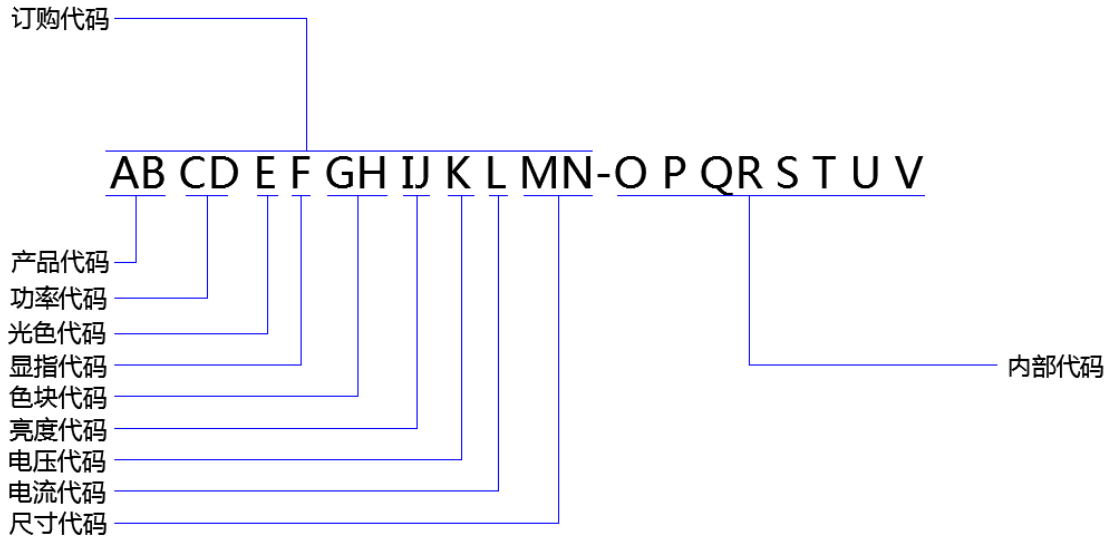 订购代码
AB CD E F GH IJ K L MN-O P QR S T U V
产品代码
功率代码
光色代码
显指代码
内部代码
色块代码
亮度代码
电压代码
电流代码
尺寸代码